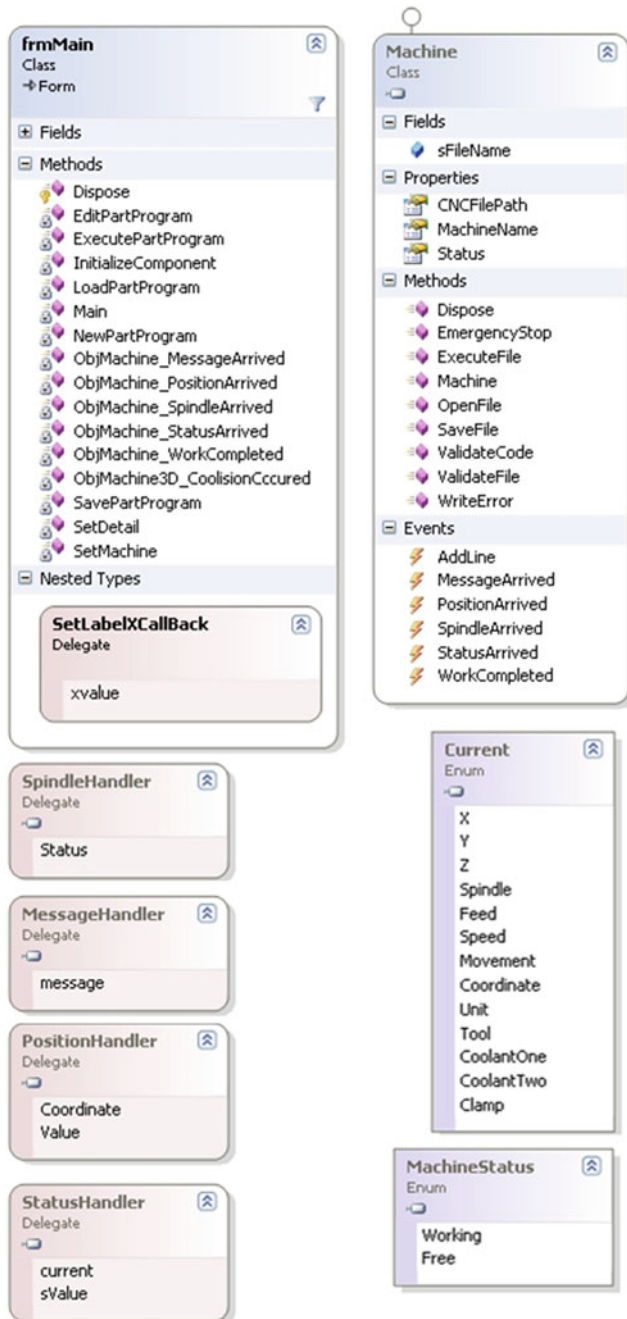 frmMain
Class
Form
Fields
Methods
Dispose
EditPartProgram
ExecutePartProgram
InitializeComponent
LoadPartProgram
Main
NewPartProgram
ObjMachine_MessageArrived
ObjMachine_PositionArrived
ObjMachine_SpindleArrived
ObjMachine_StatusArrived
ObjMachine_WorkCompleted
ObjMachine3D_CoolisionCccured
SavePartProgram
SetDetail
SetMachine
Nested Types
SetLabelXCallBack
Delegate
xvalue
Machine
Class
Fields
sFileName
Properties
CNCFilePath
MachineName
Status
Methods
Dispose
EmergencyStop
ExecuteFile
Machine
OpenFile
SaveFile
ValidateCode
ValidateFile
WriteError
Events
AddLine
MessageArrived
PositionArrived
SpindleArrived
StatusArrived
WorkCompleted
SpindleHandler
Delegate
Status
MessageHandler
Delegate
message
PositionHandler
Delegate
Coordinate
Value
StatusHandler
Delegate
current
sValue
Current
Enum
X
Y
Z
Spindle
Feed
Speed
Movement
Coordinate
Unit
Tool
CoolantOne
CoolantTwo
Clamp
MachineStatus
Enum
Working
Free